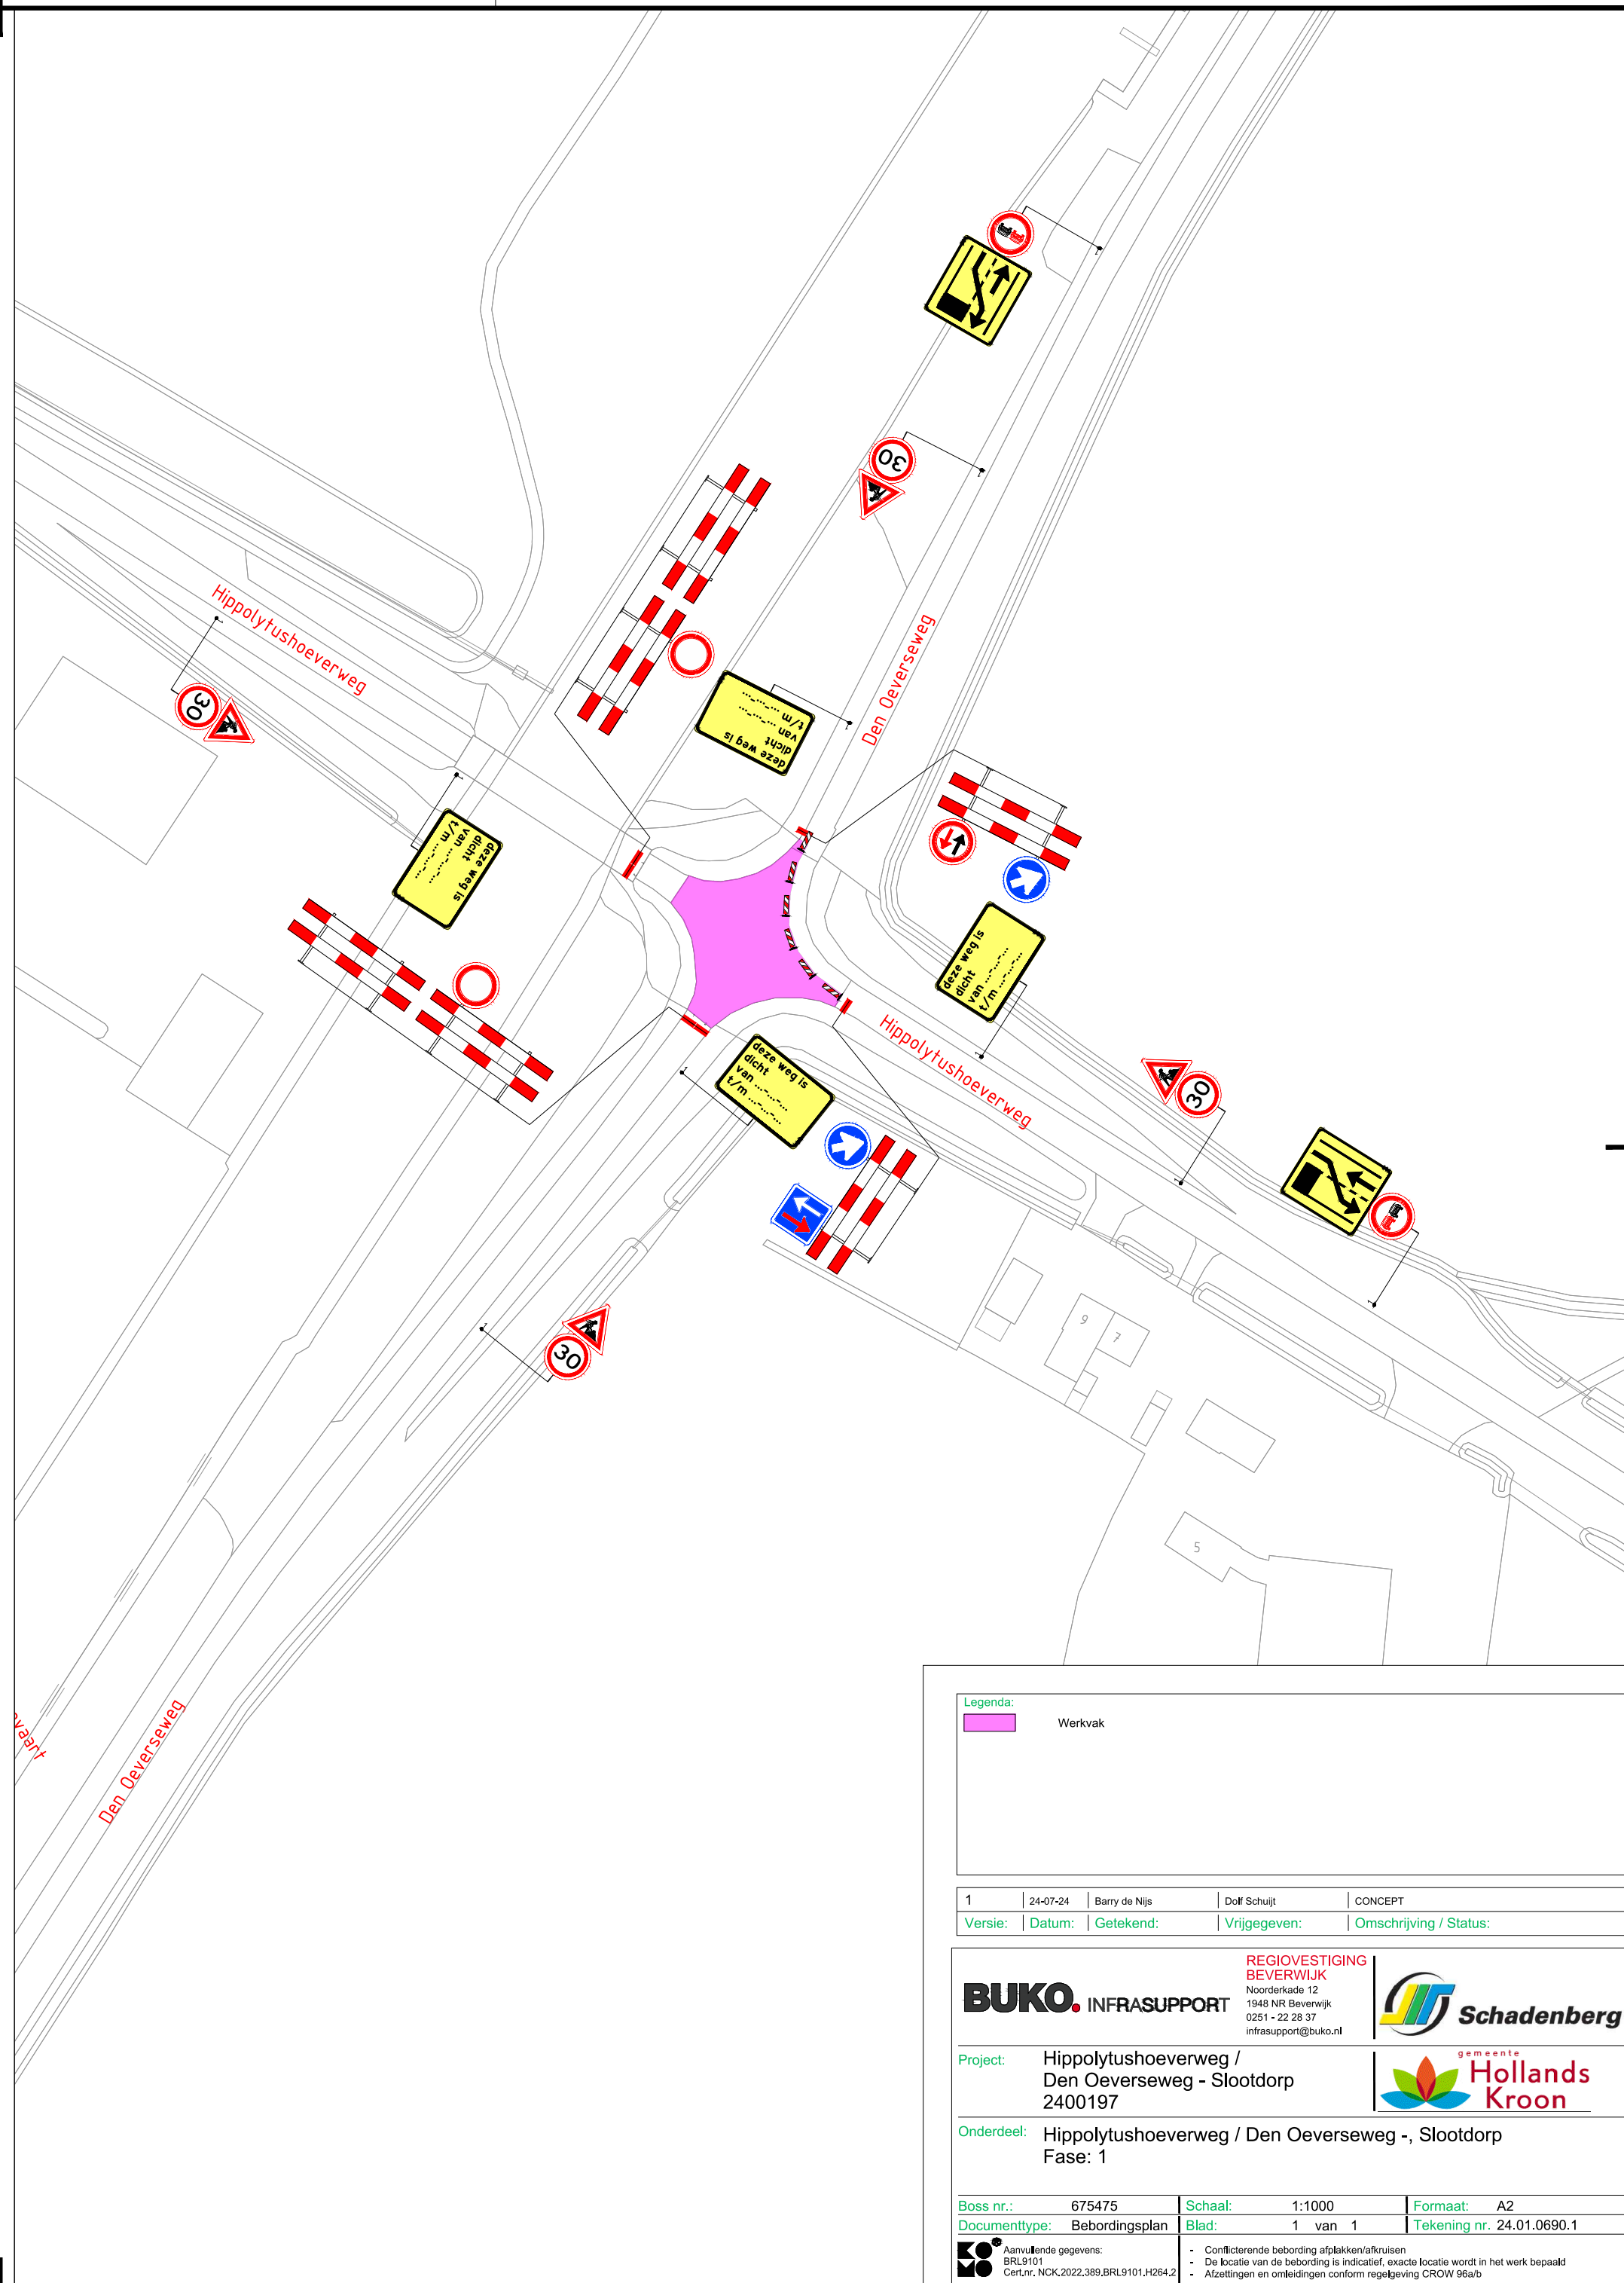 30
Hippolytushoeverweg
30
Den Oeverseweg
deze weg is
dicht
van ...-...-...
t/m ...-...-...
deze weg is
dicht
van ...-...-...
t/m ...-...-...
deze weg is
dicht
van ...-...-...
t/m ...-...-...
Hippolytushoeverweg
deze weg is
dicht
van ...-...-...
t/m ...-...-...
30
30
9
7
5
Den Oeverseweg
vaart
Legenda:
Werkvak
1 24-07-24 Barry de Nijs Dolf Schuijt CONCEPT
Versie: Datum: Getekend: Vrijgegeven: Omschrijving / Status:
BUKO. INFRASUPPORT
REGIOVESTIGING
BEVERWIJK
Noorderkade 12
1948 NR Beverwijk
0251 - 22 28 37
infrasupport@buko.nl
Schadenberg
Project: Hippolytushoeverweg /
Den Oeverseweg - Slootdorp
2400197
gemeente
Hollands
Kroon
Onderdeel: Hippolytushoeverweg / Den Oeverseweg -, Slootdorp
Fase: 1
Boss nr.: 675475 Schaal: 1:1000 Formaat: A2
Documenttype: Bebordingsplan Blad: 1 van 1 Tekening nr. 24.01.0690.1
KOMO
Aanvullende gegevens:
BRL9101
Cert.nr. NCK.2022.389.BRL9101.H264.2
- Conflicterende bebording afplakken/afkruisen
- De locatie van de bebording is indicatief, exacte locatie wordt in het werk bepaald
- Afzettingen en omleidingen conform regelgeving CROW 96a/b